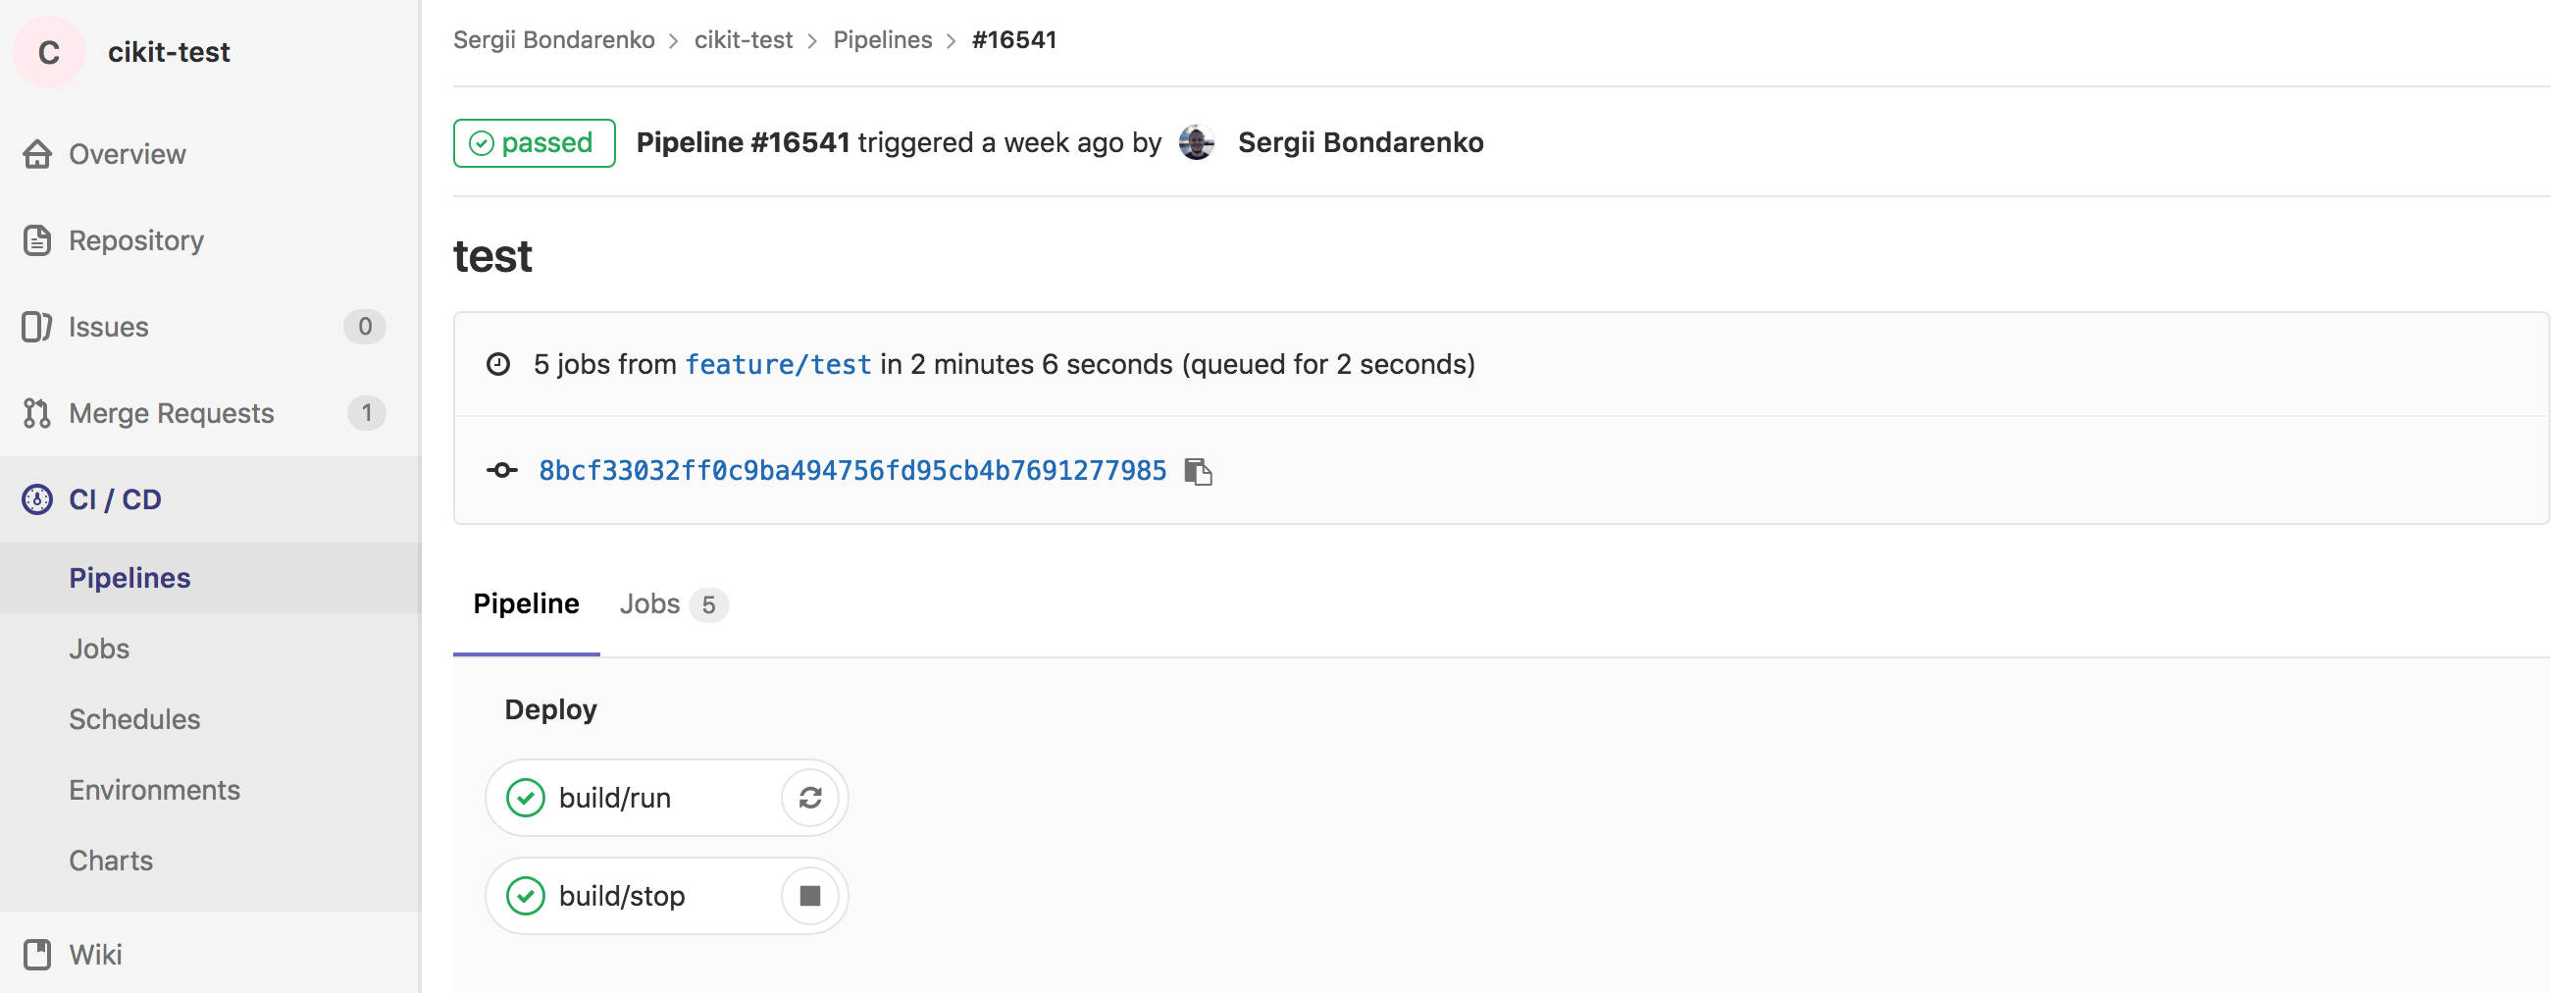 C cikit-test
Overview
Repository
Issues 0
Merge Requests 1
CI / CD
Pipelines
Jobs
Schedules
Environments
Charts
Wiki
Sergii Bondarenko > cikit-test > Pipelines > #16541
passed Pipeline #16541 triggered a week ago by Sergii Bondarenko
test
5 jobs from feature/test in 2 minutes 6 seconds (queued for 2 seconds)
8bcf33032ff0c9ba494756fd95cb4b7691277985
Pipeline Jobs 5
Deploy
build/run
build/stop